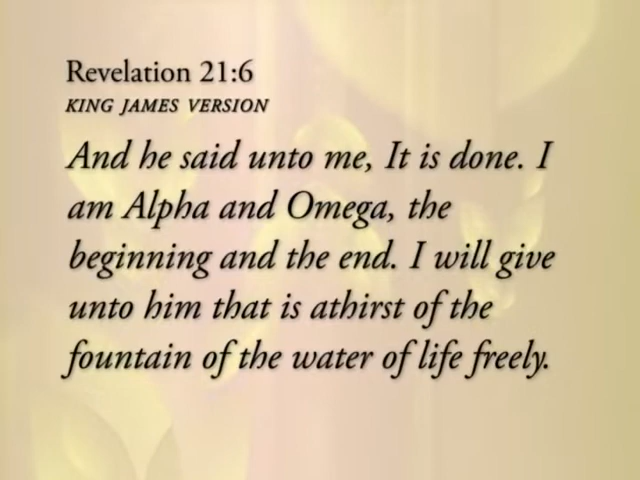 Revelation 21:6
KING JAMES VERSION
And he said unto me, It is done. I
am Alpha and Omega, the
beginning and the end. I will give
unto him that is athirst of the
fountain of the water of life freely.